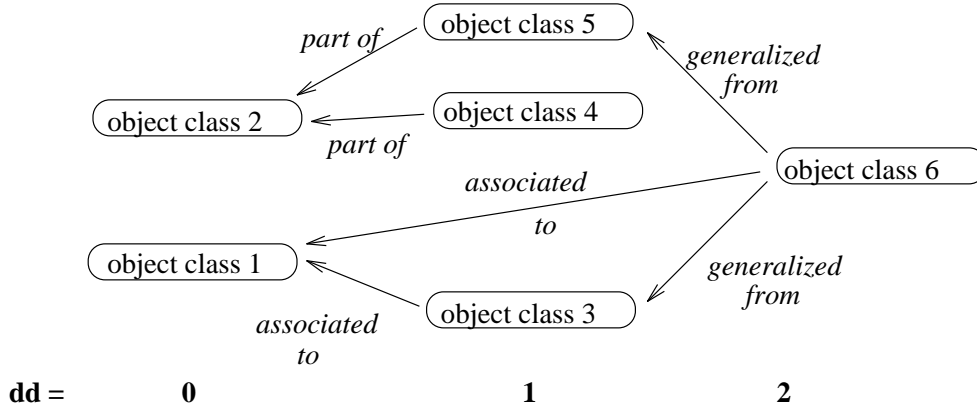 object class 5
part of
generalized
from
object class 2
object class 4
part of
object class 6
associated
to
object class 1
generalized
from
object class 3
associated
to
dd = 0 1 2